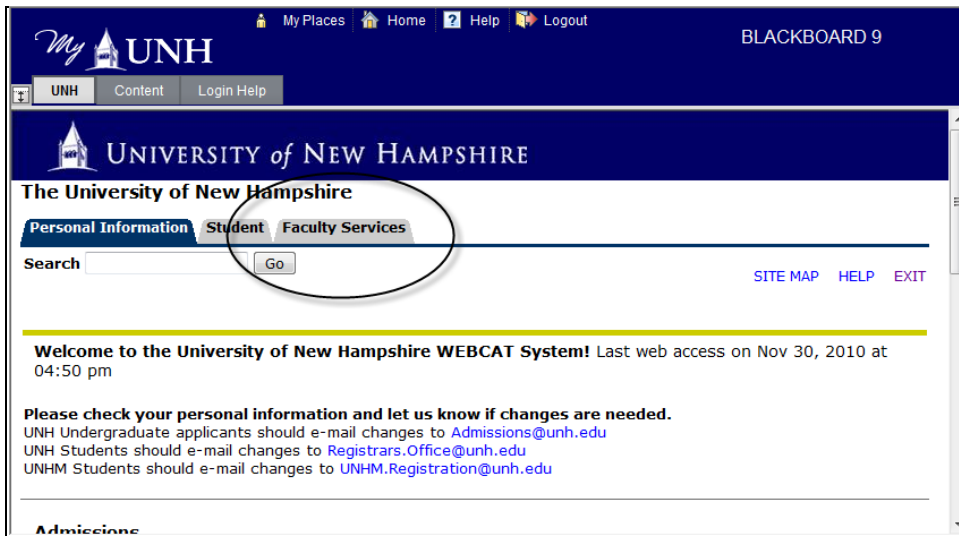 My Places Home ? Help Logout
My UNH
BLACKBOARD 9
UNH Content Login Help
UNIVERSITY of NEW HAMPSHIRE
The University of New Hampshire
Personal Information Student Faculty Services
Search Go
SITE MAP HELP EXIT
Welcome to the University of New Hampshire WEBCAT System! Last web access on Nov 30, 2010 at
04:50 pm
Please check your personal information and let us know if changes are needed.
UNH Undergraduate applicants should e-mail changes to Admissions@unh.edu
UNH Students should e-mail changes to Registrars.Office@unh.edu
UNHM Students should e-mail changes to UNHM.Registration@unh.edu
Admissions